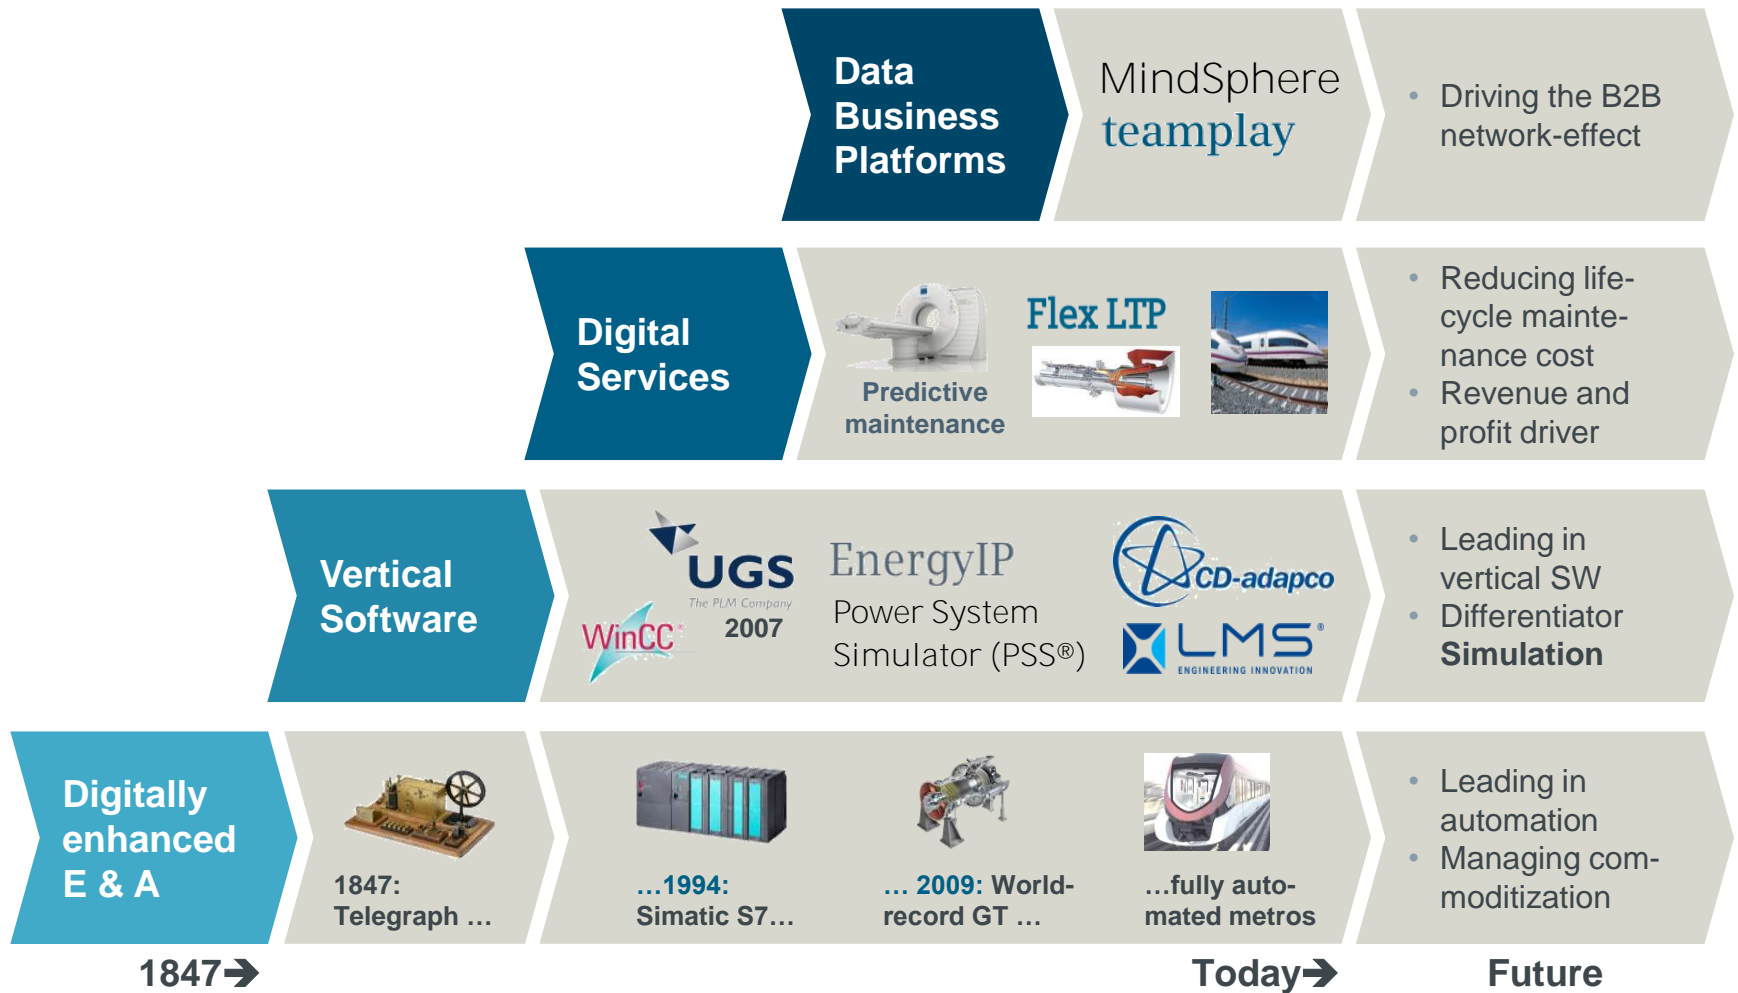 Data
Business
Platforms
MindSphere
teamplay
• Driving the B2B
network-effect
Digital
Services
Predictive
maintenance
Flex LTP
• Reducing life-
cycle mainte-
nance cost
• Revenue and
profit driver
Vertical
Software
UGS
The PLM Company
2007
WinCC®
EnergyIP
Power System
Simulator (PSS®)
CD-adapco
LMS®
ENGINEERING INNOVATION
• Leading in
vertical SW
• Differentiator
Simulation
Digitally
enhanced
E & A
1847:
Telegraph ...
...1994:
Simatic S7...
... 2009: World-
record GT ...
...fully auto-
mated metros
• Leading in
automation
• Managing com-
moditization
1847➔
Today➔
Future